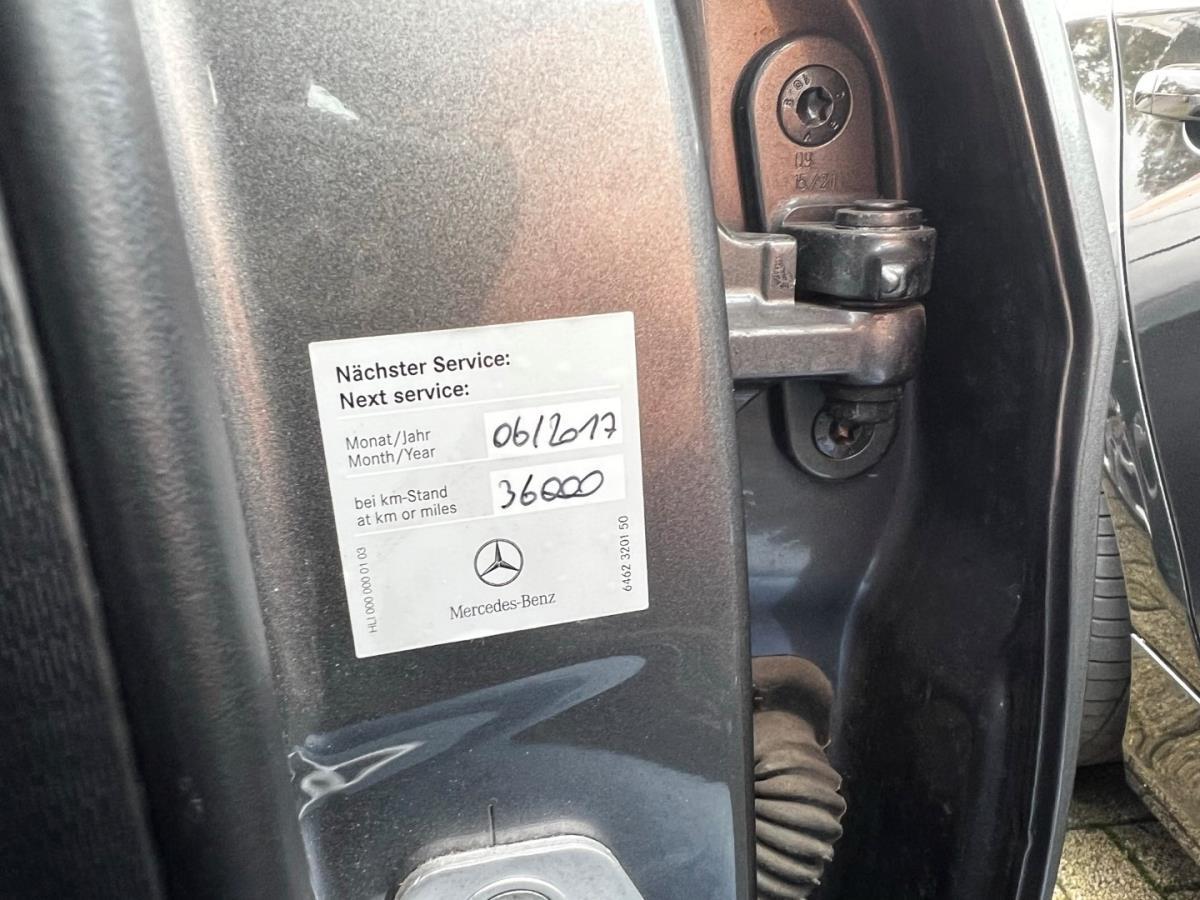 Nächster Service:
Next service:
Monat/Jahr
Month/Year
06/2017
bei km-Stand
at km or miles
36000
Mercedes-Benz
HLI 000 000 01 03
6462 3201 50